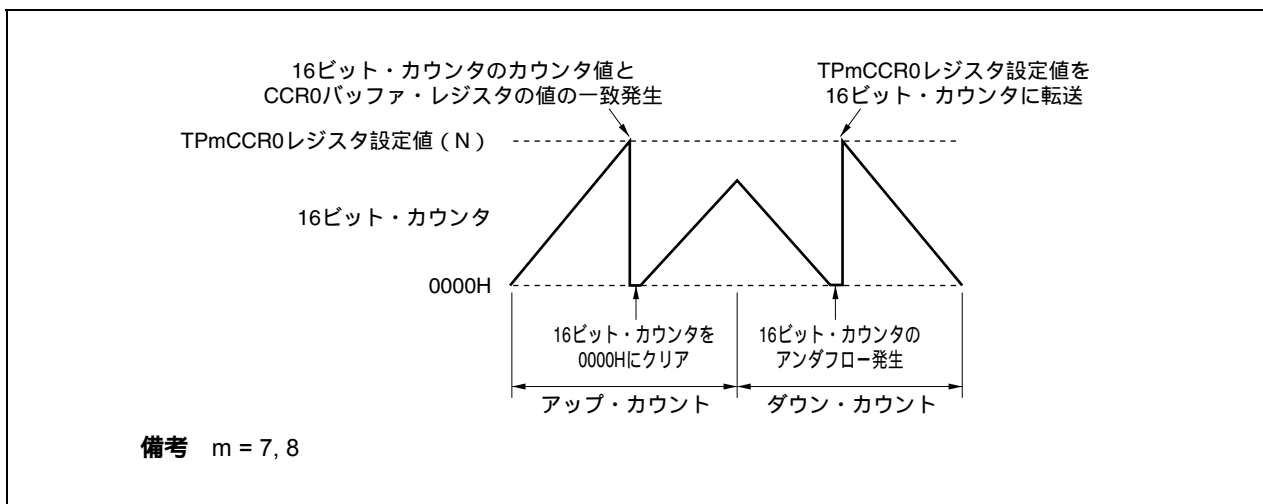 16ビット・カウンタのカウンタ値と
CCR0バッファ・レジスタの値の一致発生
TPmCCR0レジスタ設定値を
16ビット・カウンタに転送
TPmCCR0レジスタ設定値（N）
16ビット・カウンタ
0000H
16ビット・カウンタを
0000Hにクリア
16ビット・カウンタの
アンダフロー発生
アップ・カウント
ダウン・カウント
備考 m = 7, 8